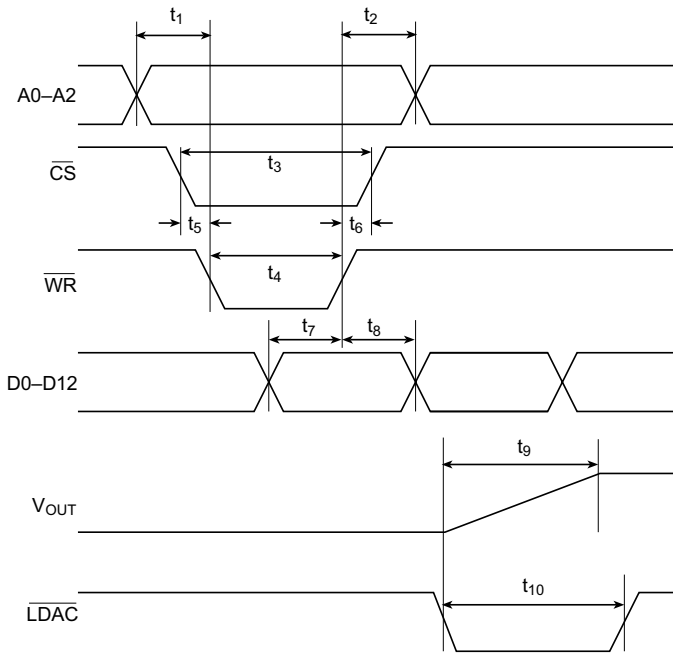 t1
t2
A0–A2
CS
t3
t5
t6
WR
t4
t7
t8
D0–D12
t9
VOUT
t10
LDAC